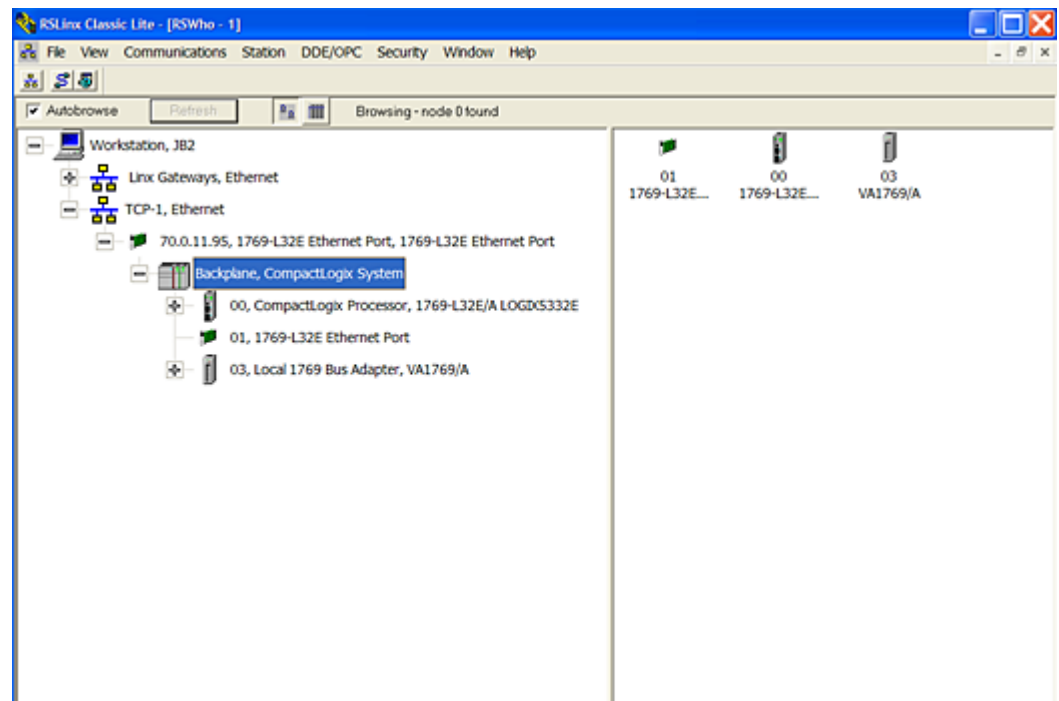 RSLinx Classic Lite - [RSWho - 1]
File View Communications Station DDE/OPC Security Window Help
Autobrowse Refresh Browsing - node 0 found
Workstation, JB2
Linx Gateways, Ethernet
TCP-1, Ethernet
70.0.11.95, 1769-L32E Ethernet Port, 1769-L32E Ethernet Port
Backplane, CompactLogix System
00, CompactLogix Processor, 1769-L32E/A LOGIX5332E
01, 1769-L32E Ethernet Port
03, Local 1769 Bus Adapter, VA1769/A
01 00 03
1769-L32E... 1769-L32E... VA1769/A